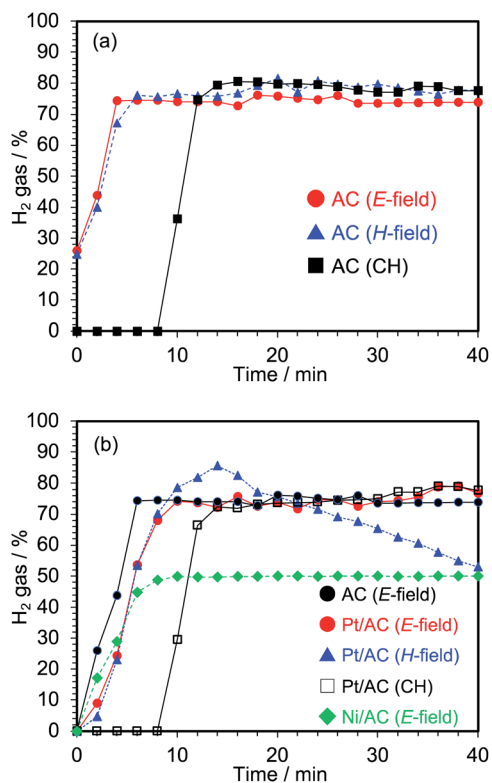 100
90
80
70
60
50
40
30
20
10
0
H₂ gas / %
(a)
AC (E-field)
AC (H-field)
AC (CH)
0 10 20 30 40
Time / min
100
90
80
70
60
50
40
30
20
10
0
H₂ gas / %
(b)
AC (E-field)
Pt/AC (E-field)
Pt/AC (H-field)
Pt/AC (CH)
Ni/AC (E-field)
0 10 20 30 40
Time / min